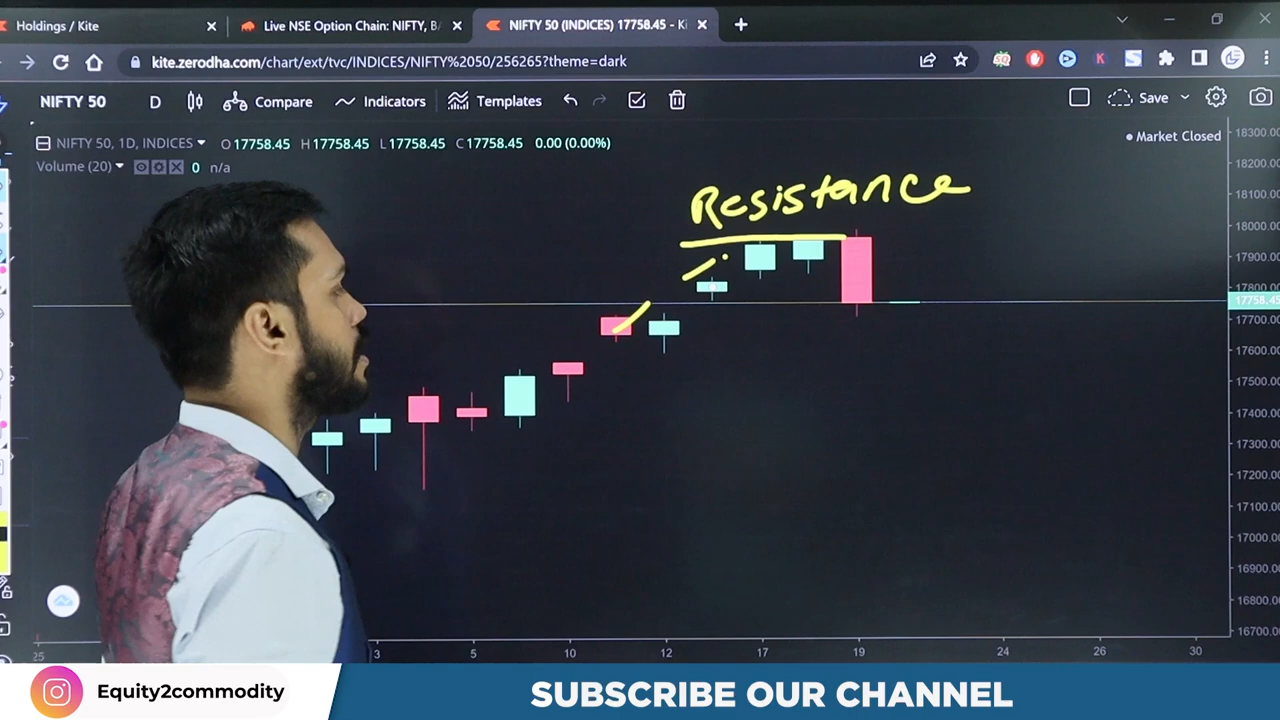 Holdings / Kite
Live NSE Option Chain: NIFTY, B
NIFTY 50 (INDICES) 17758.45 - Ki
kite.zerodha.com/chart/ext/tvc/INDICES/NIFTY%2050/256265?theme=dark
NIFTY 50 D Compare Indicators Templates Save
NIFTY 50, 1D, INDICES O17758.45 H17758.45 L17758.45 C17758.45 0.00 (0.00%)
Market Closed
Volume (20) 0 n/a
Resistance
18300.00
18200.00
18100.00
18000.00
17900.00
17800.00
17758.45
17700.00
17600.00
17500.00
17400.00
17300.00
17200.00
17100.00
17000.00
16900.00
16800.00
16700.00
25 3 5 10 12 17 19 24 26 30
Equity2commodity
SUBSCRIBE OUR CHANNEL